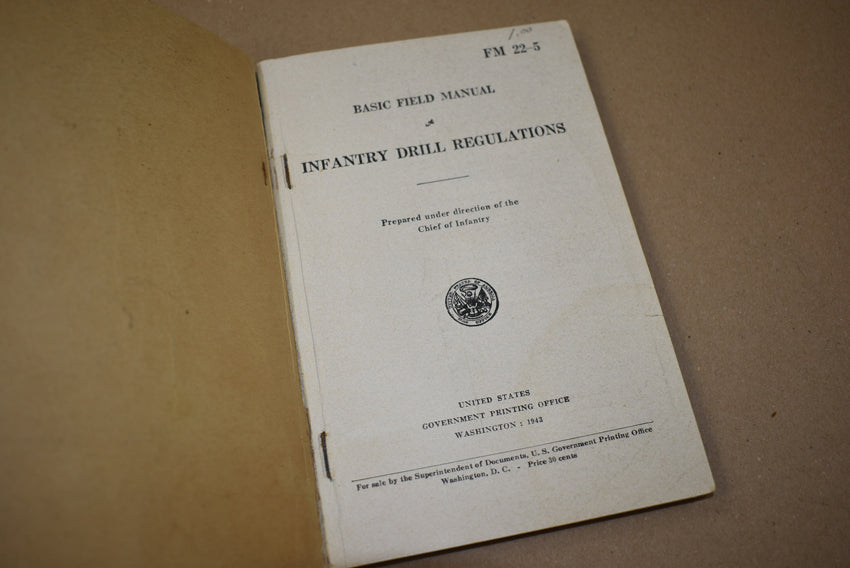 1.00
FM 22-5
BASIC FIELD MANUAL
INFANTRY DRILL REGULATIONS
Prepared under direction of the
Chief of Infantry
UNITED STATES
GOVERNMENT PRINTING OFFICE
WASHINGTON : 1943
For sale by the Superintendent of Documents, U. S. Government Printing Office
Washington, D. C. - Price 30 cents